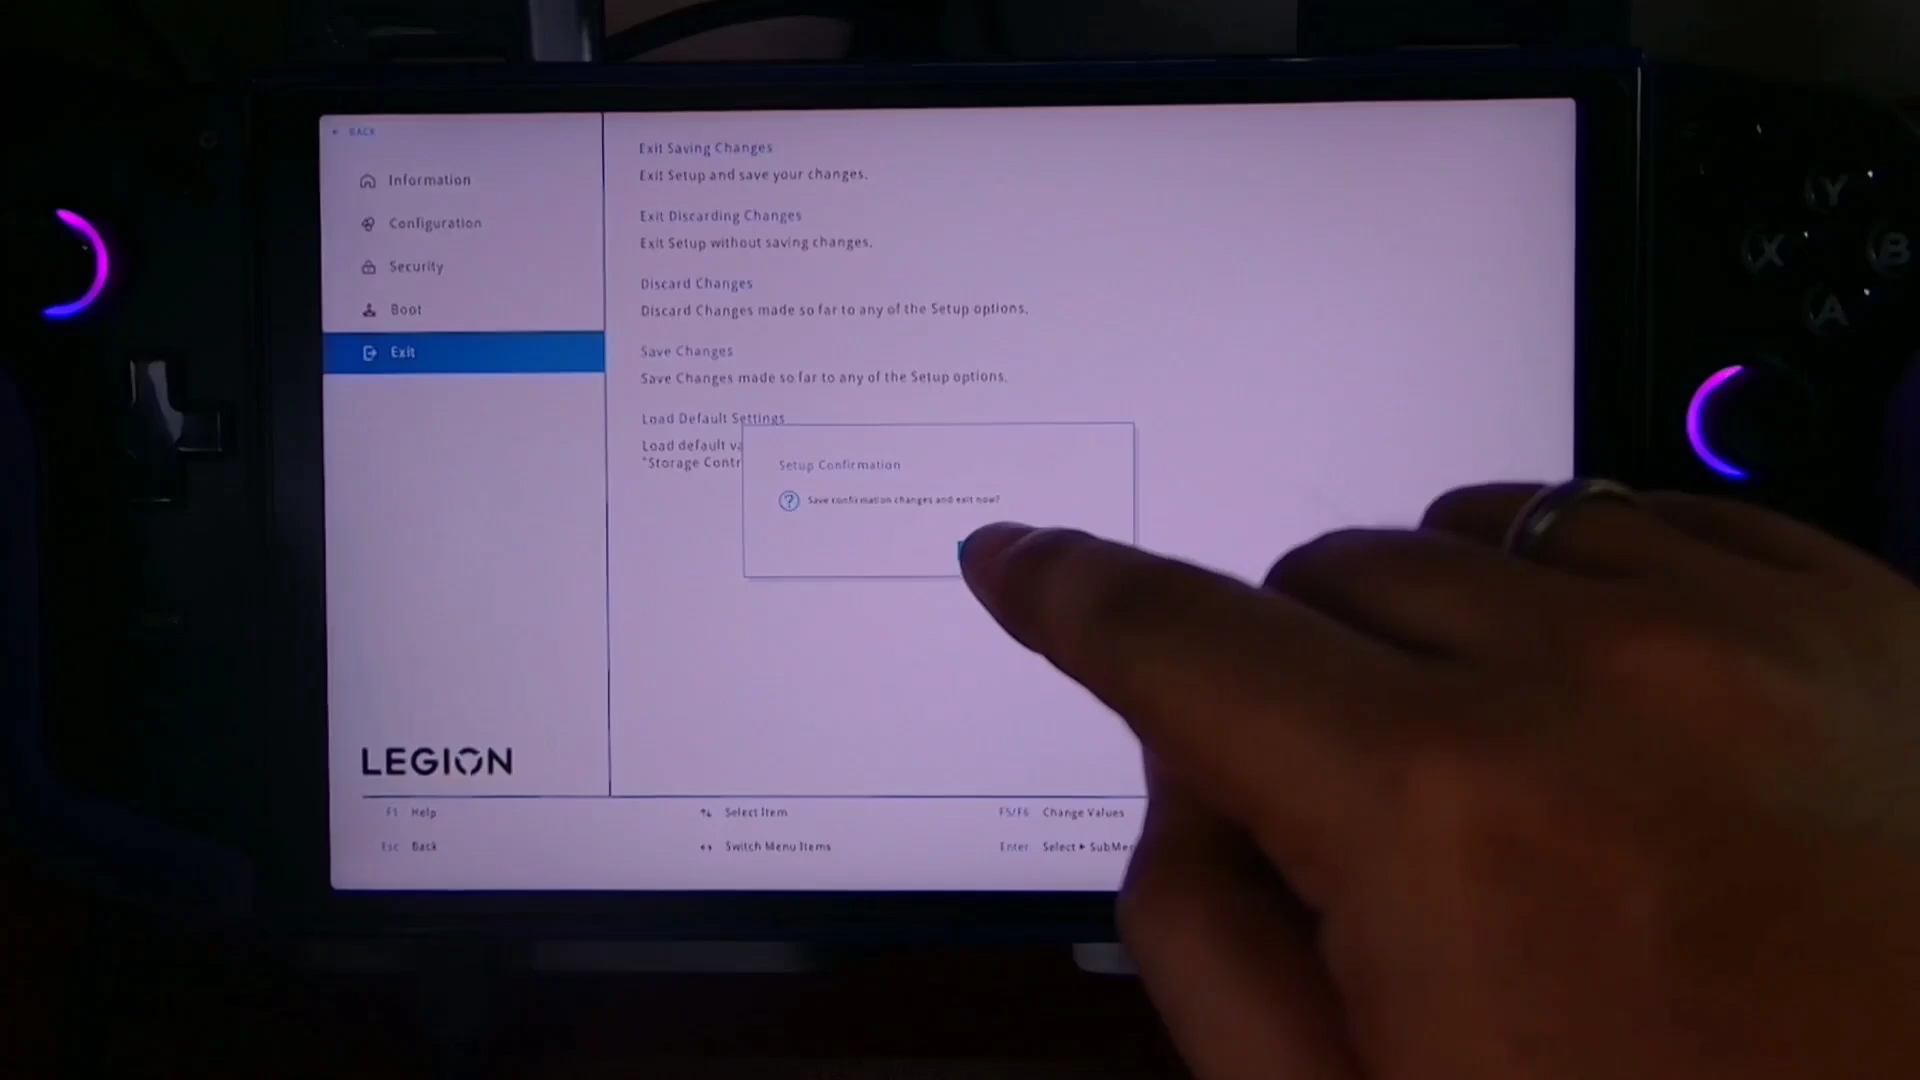 BACK
Information
Configuration
Security
Boot
Exit
Exit Saving Changes
Exit Setup and save your changes.
Exit Discarding Changes
Exit Setup without saving changes.
Discard Changes
Discard Changes made so far to any of the Setup options.
Save Changes
Save Changes made so far to any of the Setup options.
Load Default Settings
Load default
"Storage
Setup Confirmation
? Save confirmation changes and exit now?
LEGION
F1 Help
Select Item
F5/F6 Change Values
Esc Back
Switch Menu Items
Enter Select
Y
X
B
A